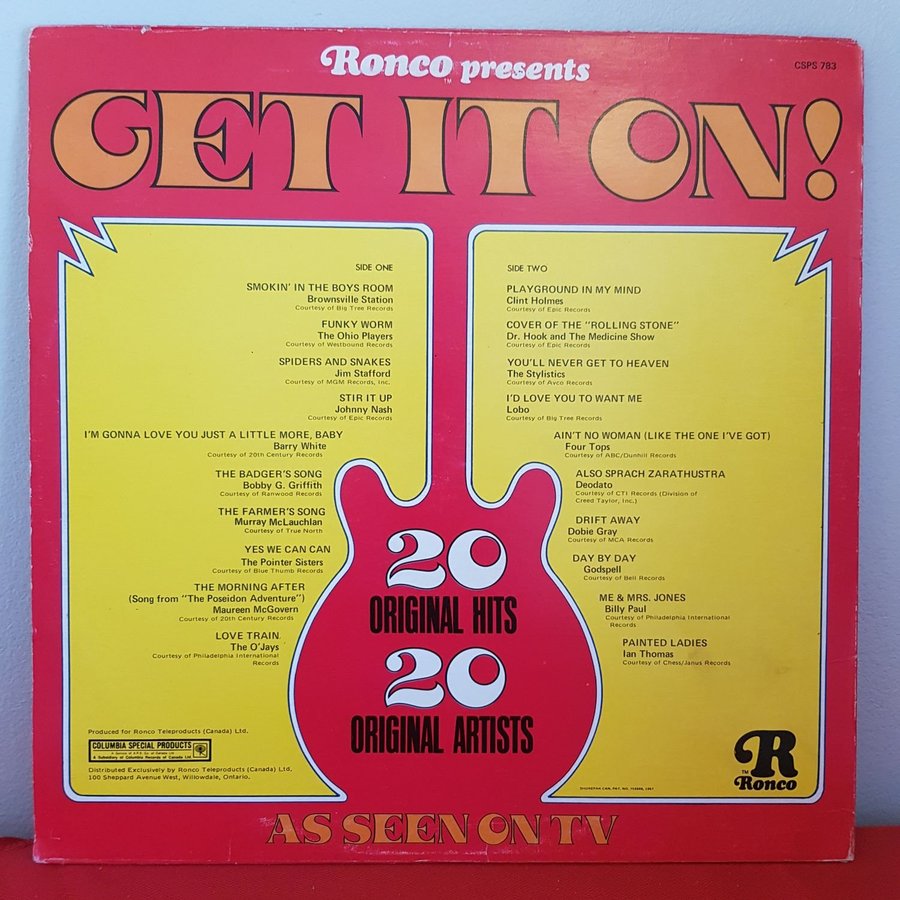 Ronco presents
TM
CSPS 783
GET IT ON!
SIDE ONE
SMOKIN' IN THE BOYS ROOM
Brownsville Station
Courtesy of Big Tree Records
FUNKY WORM
The Ohio Players
Courtesy of Westbound Records
SPIDERS AND SNAKES
Jim Stafford
Courtesy of MGM Records, Inc.
STIR IT UP
Johnny Nash
Courtesy of Epic Records
I'M GONNA LOVE YOU JUST A LITTLE MORE, BABY
Barry White
Courtesy of 20th Century Records
THE BADGER'S SONG
Bobby G. Griffith
Courtesy of Ranwood Records
THE FARMER'S SONG
Murray McLauchlan
Courtesy of True North
YES WE CAN CAN
The Pointer Sisters
Courtesy of Blue Thumb Records
THE MORNING AFTER
(Song from "The Poseidon Adventure")
Maureen McGovern
Courtesy of 20th Century Records
LOVE TRAIN
The O'Jays
Courtesy of Philadelphia International
Records
SIDE TWO
PLAYGROUND IN MY MIND
Clint Holmes
Courtesy of Epic Records
COVER OF THE "ROLLING STONE"
Dr. Hook and The Medicine Show
Courtesy of Epic Records
YOU'LL NEVER GET TO HEAVEN
The Stylistics
Courtesy of Avco Records
I'D LOVE YOU TO WANT ME
Lobo
Courtesy of Big Tree Records
AIN'T NO WOMAN (LIKE THE ONE I'VE GOT)
Four Tops
Courtesy of ABC/Dunhill Records
ALSO SPRACH ZARATHUSTRA
Deodato
Courtesy of CTI Records (Division of
Creed Taylor, Inc.)
DRIFT AWAY
Dobie Gray
Courtesy of MCA Records
DAY BY DAY
Godspell
Courtesy of Bell Records
ME & MRS. JONES
Billy Paul
Courtesy of Philadelphia International
Records
PAINTED LADIES
Ian Thomas
Courtesy of Chess/Janus Records
20
ORIGINAL HITS
20
ORIGINAL ARTISTS
Produced for Ronco Teleproducts (Canada) Ltd.
COLUMBIA SPECIAL PRODUCTS
A Subsidiary of Columbia Records of Canada Ltd
Distributed Exclusively by Ronco Teleproducts (Canada) Ltd.
100 Sheppard Avenue West, Willowdale, Ontario.
R
TM
Ronco
AS SEEN ON TV